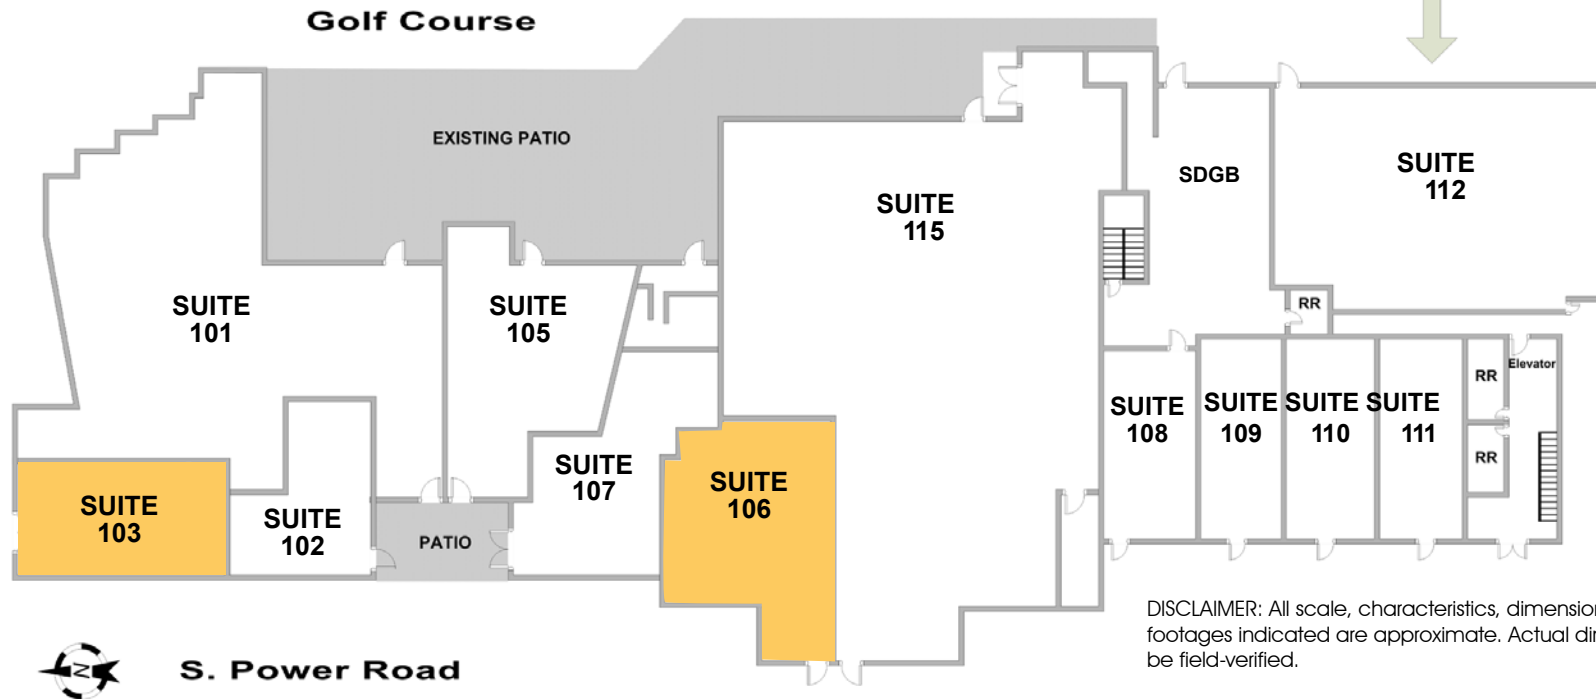 Golf Course
EXISTING PATIO
SUITE
115
SDGB
SUITE
112
SUITE
101
SUITE
105
RR
SUITE
108
SUITE
109
SUITE
110
SUITE
111
RR
Elevator
RR
SUITE
103
SUITE
102
PATIO
SUITE
107
SUITE
106
DISCLAIMER: All scale, characteristics, dimension
footages indicated are approximate. Actual dim
be field-verified.
N
S. Power Road